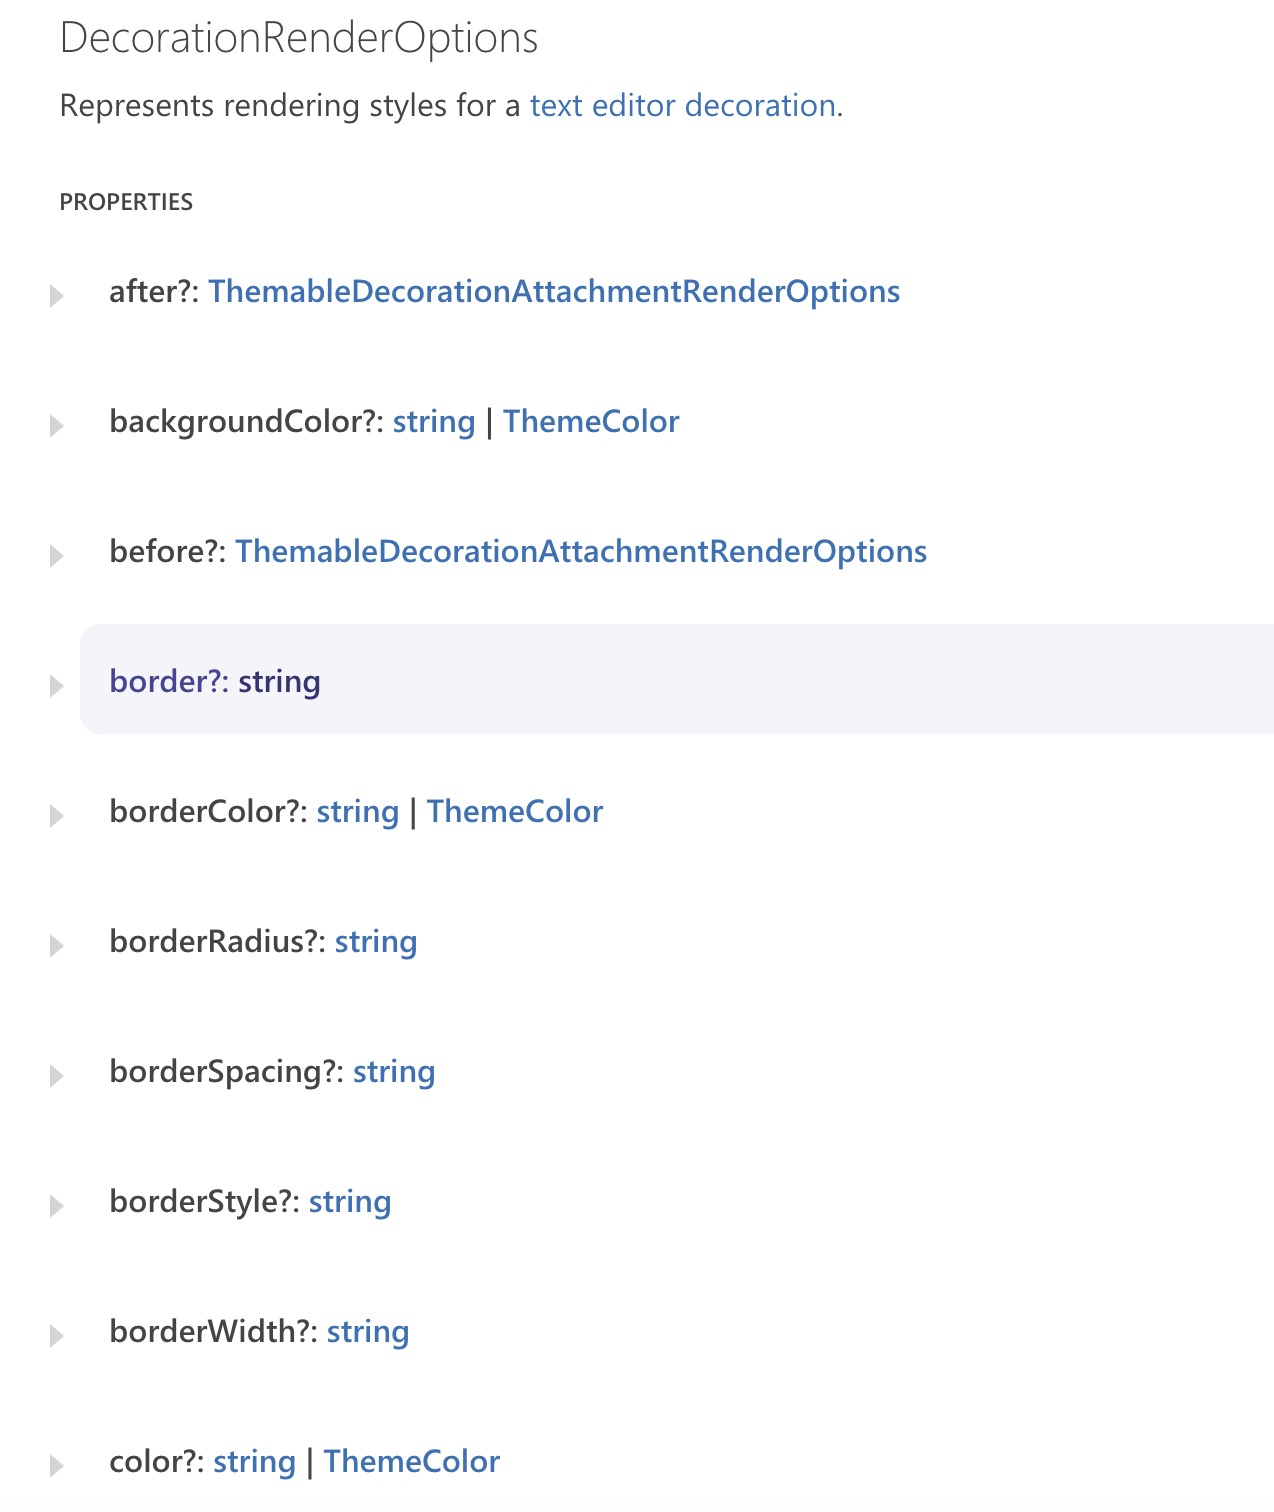 DecorationRenderOptions
Represents rendering styles for a text editor decoration.
PROPERTIES
after?: ThemableDecorationAttachmentRenderOptions
backgroundColor?: string | ThemeColor
before?: ThemableDecorationAttachmentRenderOptions
border?: string
borderColor?: string | ThemeColor
borderRadius?: string
borderSpacing?: string
borderStyle?: string
borderWidth?: string
color?: string | ThemeColor